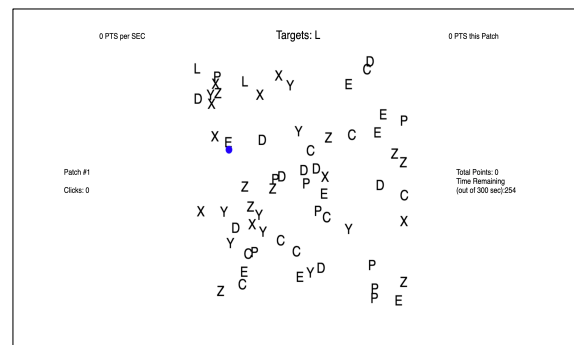 0 PTS per SEC
Targets: L
0 PTS this Patch
D
L
C
P
X
X
L
Y
E
Y
Z
X
D
X
E
P
X
E
D
Y
Z
C
E
C
Z
Z
Patch #1
D
D
Total Points: 0
P
D
X
Time Remaining
Clicks: 0
Z
Z
P
D
(out of 300 sec):254
E
C
X
Y
Z
Y
P
C
X
D
X
Y
Y
Y
C
C
P
C
P
E
Y
D
E
C
Z
Z
P
P
E